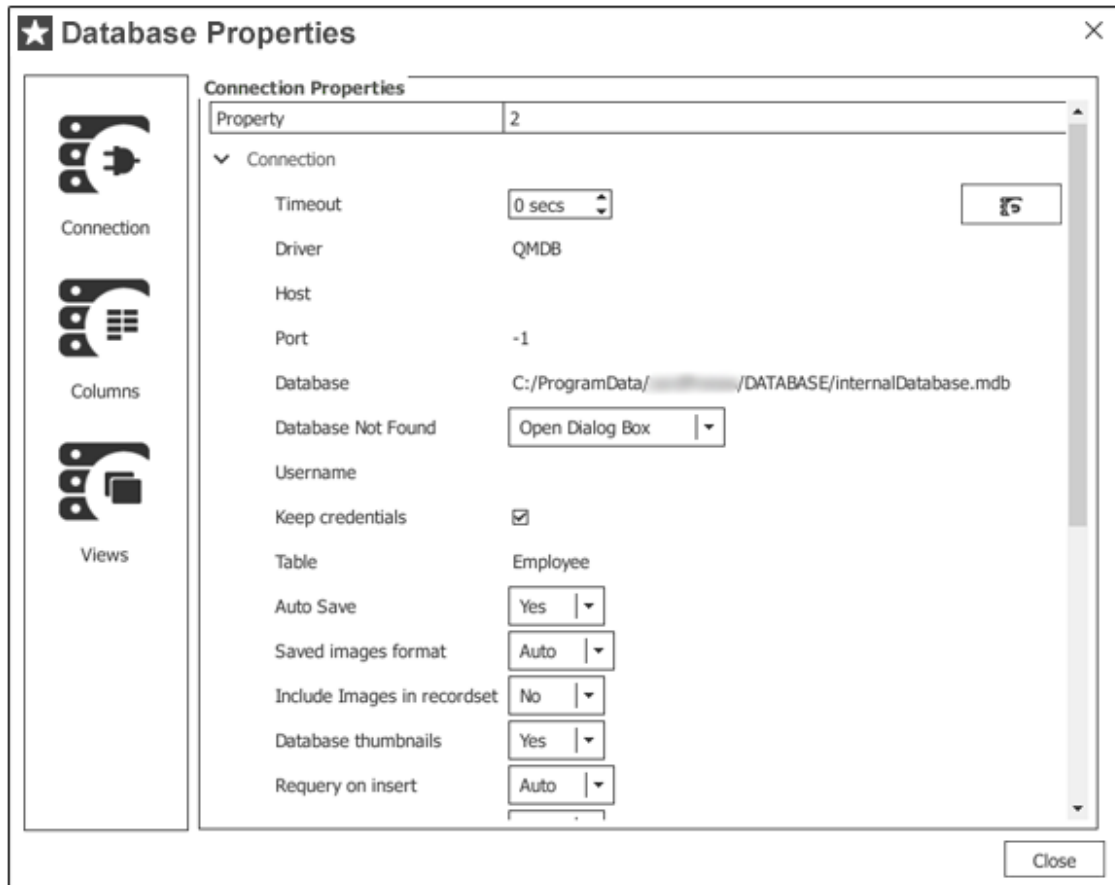 Database Properties
Connection
Columns
Views
Connection Properties
Property 2
Connection
Timeout 0 secs
Driver QMDB
Host
Port -1
Database C:/ProgramData/ /DATABASE/internalDatabase.mdb
Database Not Found Open Dialog Box
Username
Keep credentials
Table Employee
Auto Save Yes
Saved images format Auto
Include Images in recordset No
Database thumbnails Yes
Requery on insert Auto
Close